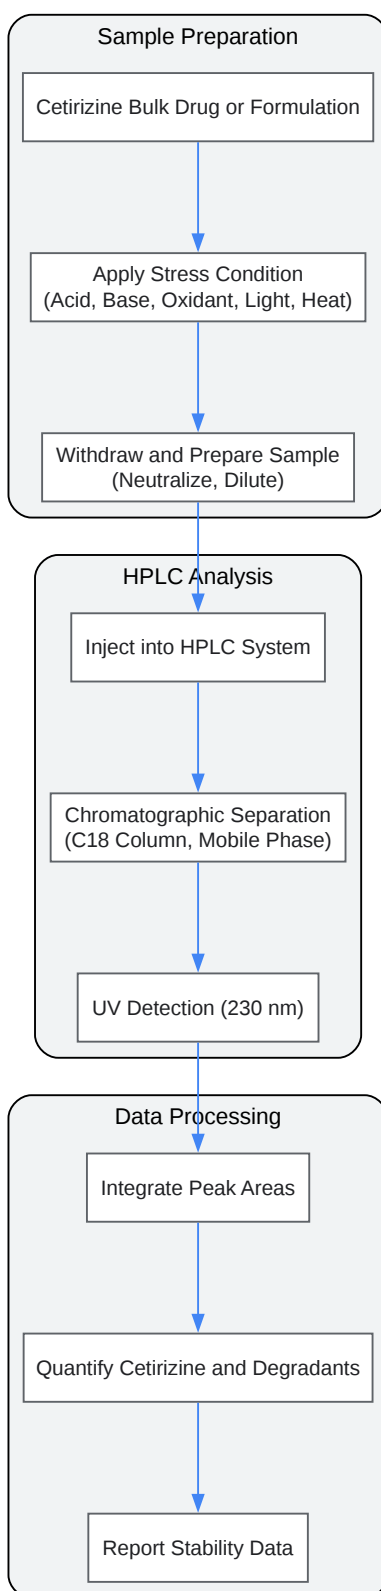 Sample Preparation
Cetirizine Bulk Drug or Formulation
Apply Stress Condition
(Acid, Base, Oxidant, Light, Heat)
Withdraw and Prepare Sample
(Neutralize, Dilute)
HPLC Analysis
Inject into HPLC System
Chromatographic Separation
(C18 Column, Mobile Phase)
UV Detection (230 nm)
Data Processing
Integrate Peak Areas
Quantify Cetirizine and Degradants
Report Stability Data